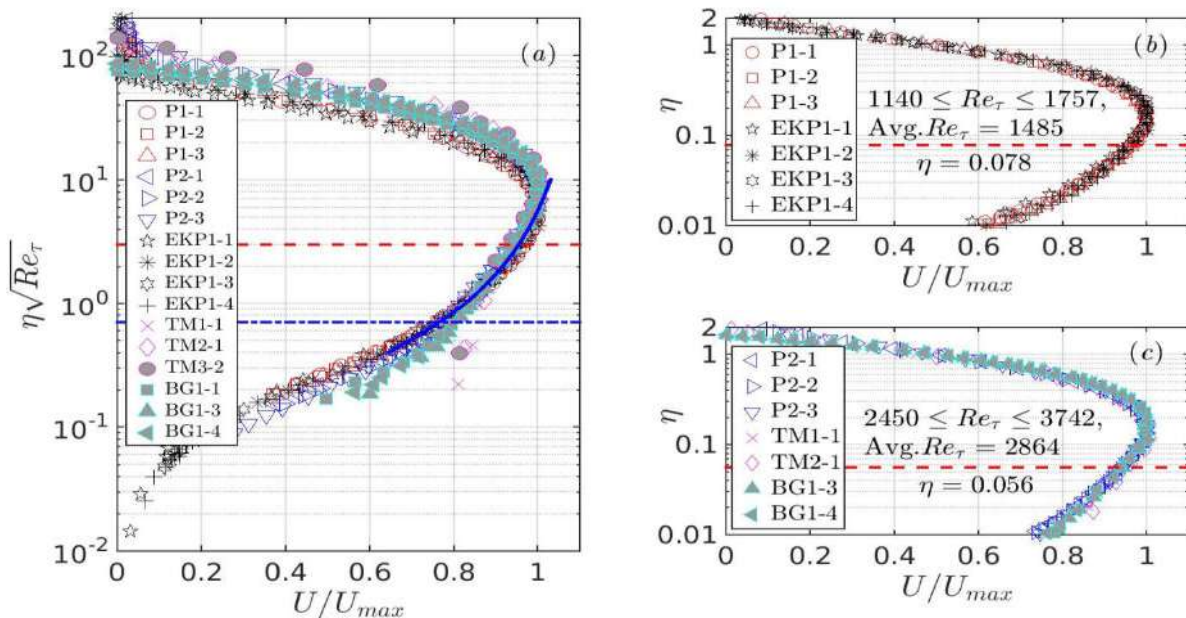 (a)
10²
10¹
10⁰
10⁻¹
10⁻²
η√Re_τ
P1-1
P1-2
P1-3
P2-1
P2-2
P2-3
EKP1-1
EKP1-2
EKP1-3
EKP1-4
TM1-1
TM2-1
TM3-2
BG1-1
BG1-3
BG1-4
0 0.2 0.4 0.6 0.8 1
U/U_max
(b)
2
1
0.1
0.01
η
P1-1
P1-2
P1-3
EKP1-1
EKP1-2
EKP1-3
EKP1-4
1140 ≤ Re_τ ≤ 1757,
Avg.Re_τ = 1485
η = 0.078
0 0.2 0.4 0.6 0.8 1
U/U_max
(c)
2
1
0.1
0.01
η
P2-1
P2-2
P2-3
TM1-1
TM2-1
BG1-3
BG1-4
2450 ≤ Re_τ ≤ 3742,
Avg.Re_τ = 2864
η = 0.056
0 0.2 0.4 0.6 0.8 1
U/U_max